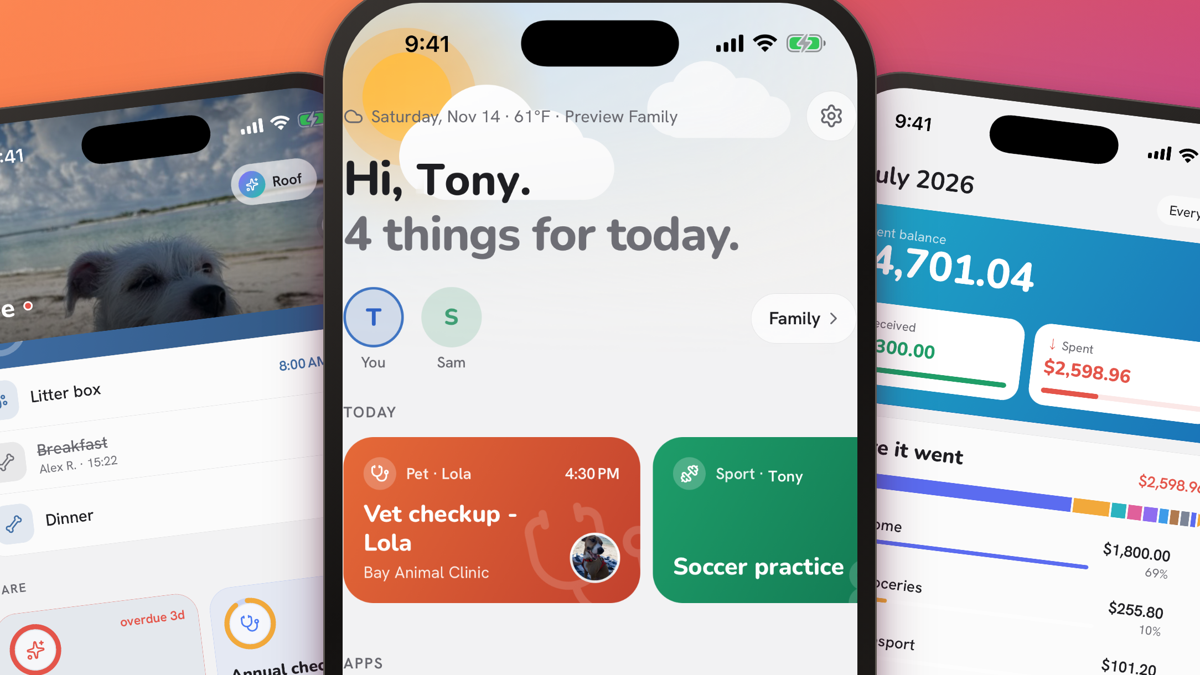 :41
Roof
e
8:00 AM
Litter box
Breakfast
Alex R. · 15:22
Dinner
ARE
overdue 3d
Annual chec
9:41
Saturday, Nov 14 · 61°F · Preview Family
Hi, Tony.
4 things for today.
T
S
You
Sam
Family
TODAY
Pet · Lola
4:30 PM
Vet checkup -
Lola
Bay Animal Clinic
Sport · Tony
Soccer practice
APPS
9:41
uly 2026
Every
ent balance
4,701.04
eceived
300.00
↓ Spent
$2,598.96
e it went
$2,598.96
ome
$1,800.00
69%
oceries
$255.80
10%
sport
$101.20